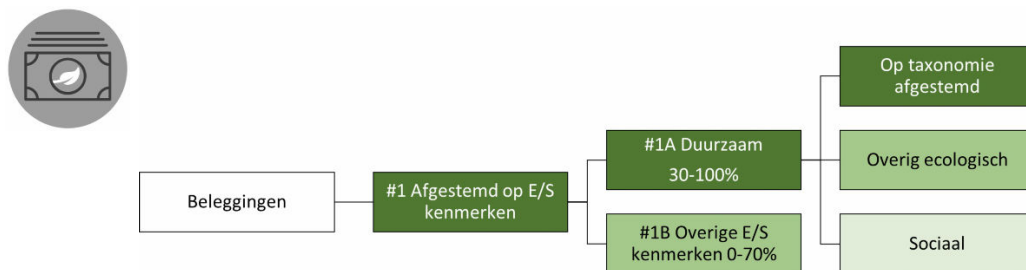 Beleggingen
#1 Afgestemd op E/S
kenmerken
#1A Duurzaam
30-100%
#1B Overige E/S
kenmerken 0-70%
Op taxonomie
afgestemd
Overig ecologisch
Sociaal